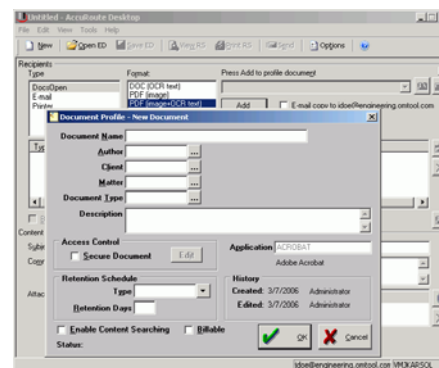 Untitled - AccuRoute Desktop
File Edit View Tools Help
New Open ED Save ED View RS Print RS Send Options
Recipients
Type Format Press Add to profile document
DocsOpen
E-mail
Printer
DOC (OCR text)
PDF (image)
PDF (image+OCR text)
Add E-mail copy to idoe@engineering.omtool.com
Document Profile - New Document
Document Name
Author
Client
Matter
Document Type
Description
Access Control
Secure Document Edit
Application ACROBAT
Adobe Acrobat
Retention Schedule
Type
Retention Days
History
Created: 3/7/2006 Administrator
Edited: 3/7/2006 Administrator
Enable Content Searching Billable
Status:
OK Cancel
Content
idoe@engineering.omtool.com VMJKARSOL